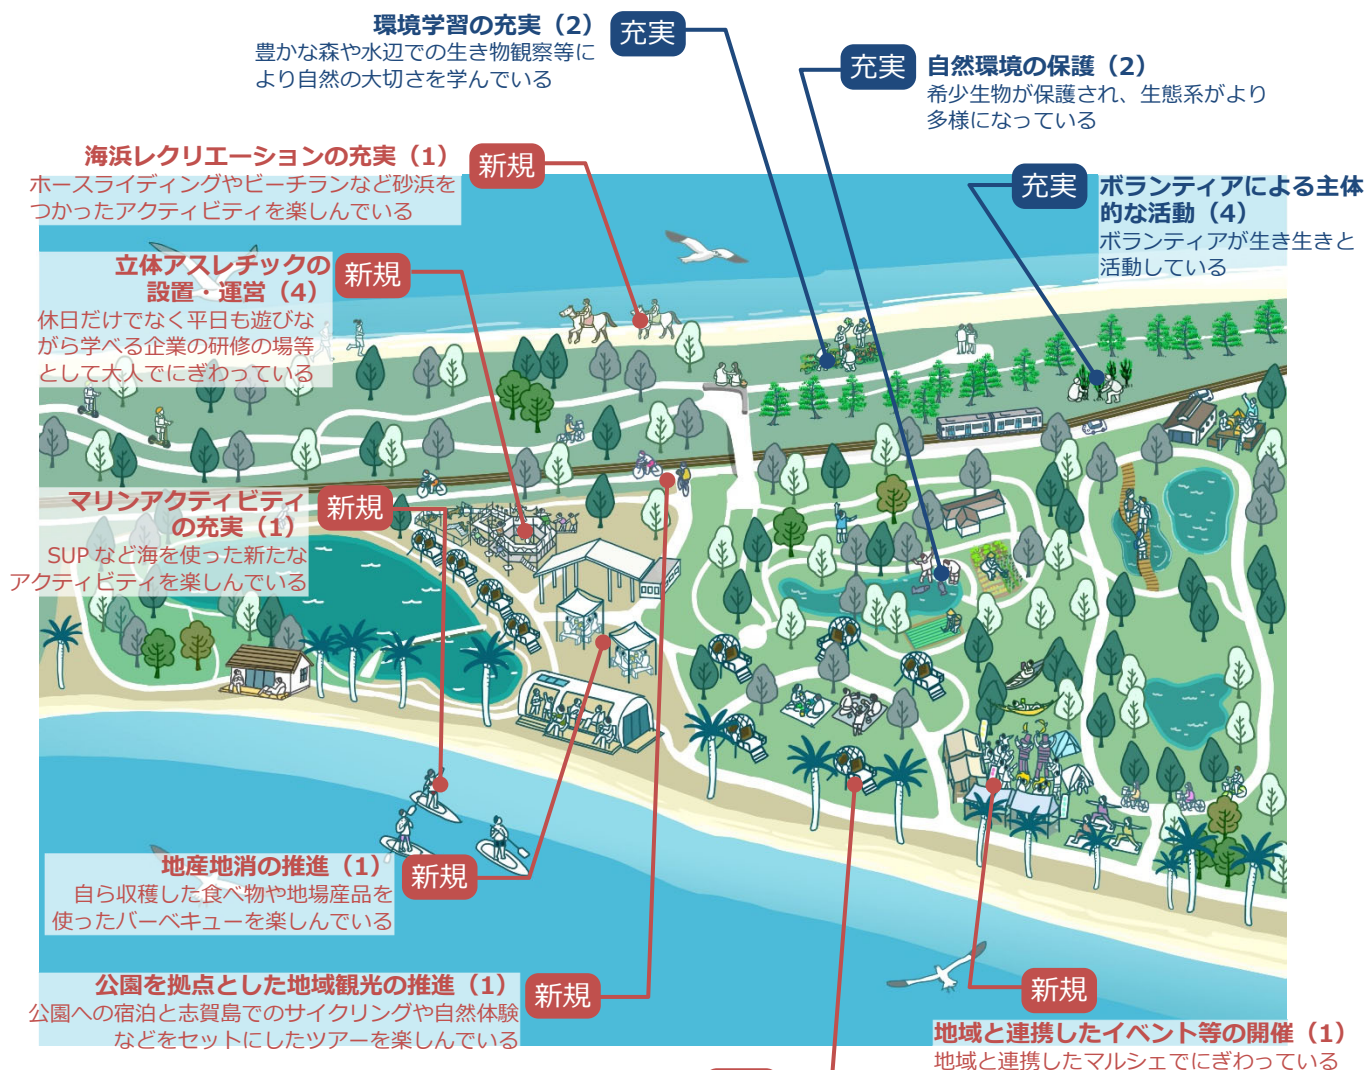 環境学習の充実（2）
充実
豊かな森や水辺での生き物観察等に
より自然の大切さを学んでいる
充実
自然環境の保護（2）
希少生物が保護され、生態系がより
多様になっている
海浜レクリエーションの充実（1）
新規
ホースライディングやビーチランなど砂浜を
つかったアクティビティを楽しんでいる
充実
ボランティアによる主体
的な活動（4）
ボランティアが生き生きと
活動している
立体アスレチックの
設置・運営（4）
新規
休日だけでなく平日も遊びな
がら学べる企業の研修の場等
として大人でにぎわっている
マリンアクティビティ
の充実（1）
新規
SUP など海を使った新たな
アクティビティを楽しんでいる
地産地消の推進（1）
新規
自ら収穫した食べ物や地場産品を
使ったバーベキューを楽しんでいる
公園を拠点とした地域観光の推進（1）
新規
公園への宿泊と志賀島でのサイクリングや自然体験
などをセットにしたツアーを楽しんでいる
新規
地域と連携したイベント等の開催（1）
地域と連携したマルシェでにぎわっている